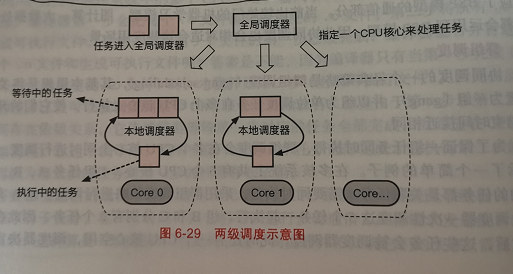 全局调度器
任务进入全局调度器
指定一个CPU核心来处理任务
等待中的任务
本地调度器
本地调度器
执行中的任务
Core 0
Core 1
Core...
图 6-29 两级调度示意图